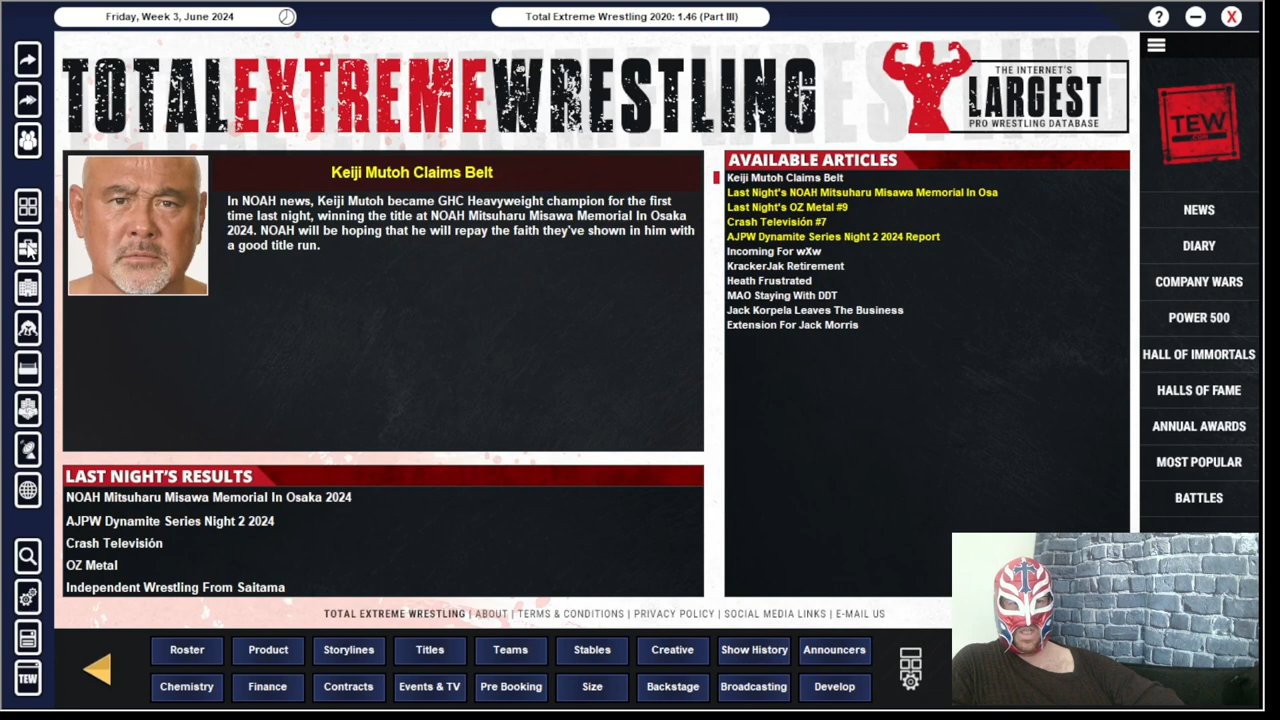 Friday, Week 3, June 2024
Total Extreme Wrestling 2020: 1.46 (Part III)
?
X
TOTALEXTREMEWRESTLING
THE INTERNET'S
LARGEST
PRO WRESTLING DATABASE
TEW
Keiji Mutoh Claims Belt
In NOAH news, Keiji Mutoh became GHC Heavyweight champion for the first
time last night, winning the title at NOAH Mitsuharu Misawa Memorial In Osaka
2024. NOAH will be hoping that he will repay the faith they've shown in him with
a good title run.
AVAILABLE ARTICLES
Keiji Mutoh Claims Belt
Last Night's NOAH Mitsuharu Misawa Memorial In Osa
Last Night's OZ Metal #9
Crash Televisión #7
AJPW Dynamite Series Night 2 2024 Report
Incoming For wXw
KrackerJak Retirement
Heath Frustrated
MAO Staying With DDT
Jack Korpela Leaves The Business
Extension For Jack Morris
NEWS
DIARY
COMPANY WARS
POWER 500
HALL OF IMMORTALS
HALLS OF FAME
ANNUAL AWARDS
MOST POPULAR
BATTLES
LAST NIGHT'S RESULTS
NOAH Mitsuharu Misawa Memorial In Osaka 2024
AJPW Dynamite Series Night 2 2024
Crash Televisión
OZ Metal
Independent Wrestling From Saitama
TOTAL EXTREME WRESTLING | ABOUT | TERMS & CONDITIONS | PRIVACY POLICY | SOCIAL MEDIA LINKS | E-MAIL US
Roster Product Storylines Titles Teams Stables Creative Show History Announcers
Chemistry Finance Contracts Events & TV Pre Booking Size Backstage Broadcasting Develop
TEW